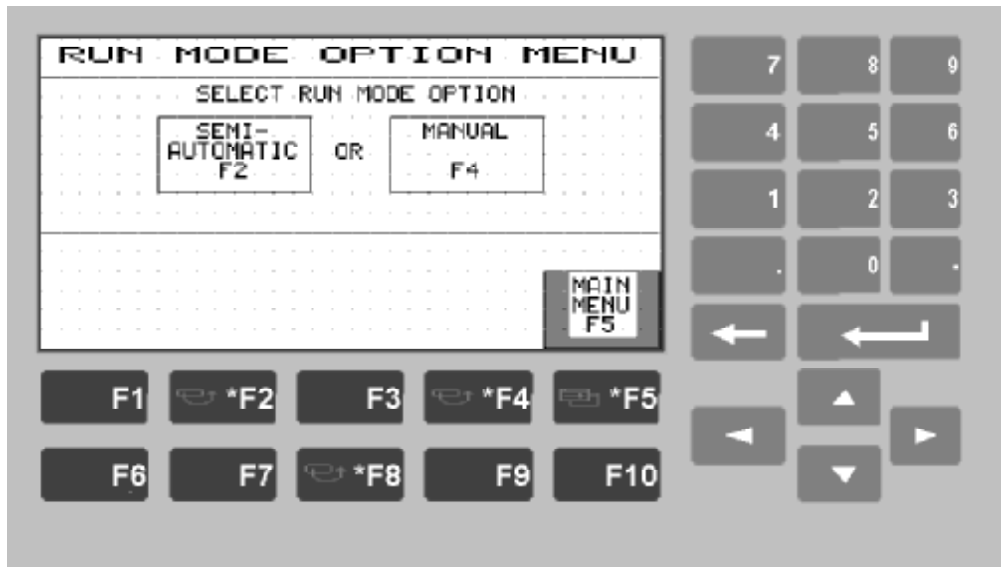 RUN MODE OPTION MENU
SELECT RUN MODE OPTION
SEMI-
AUTOMATIC
F2
OR
MANUAL
F4
MAIN
MENU
F5
7 8 9
4 5 6
1 2 3
. 0 -
F1 *F2 F3 *F4 *F5
F6 F7 *F8 F9 F10